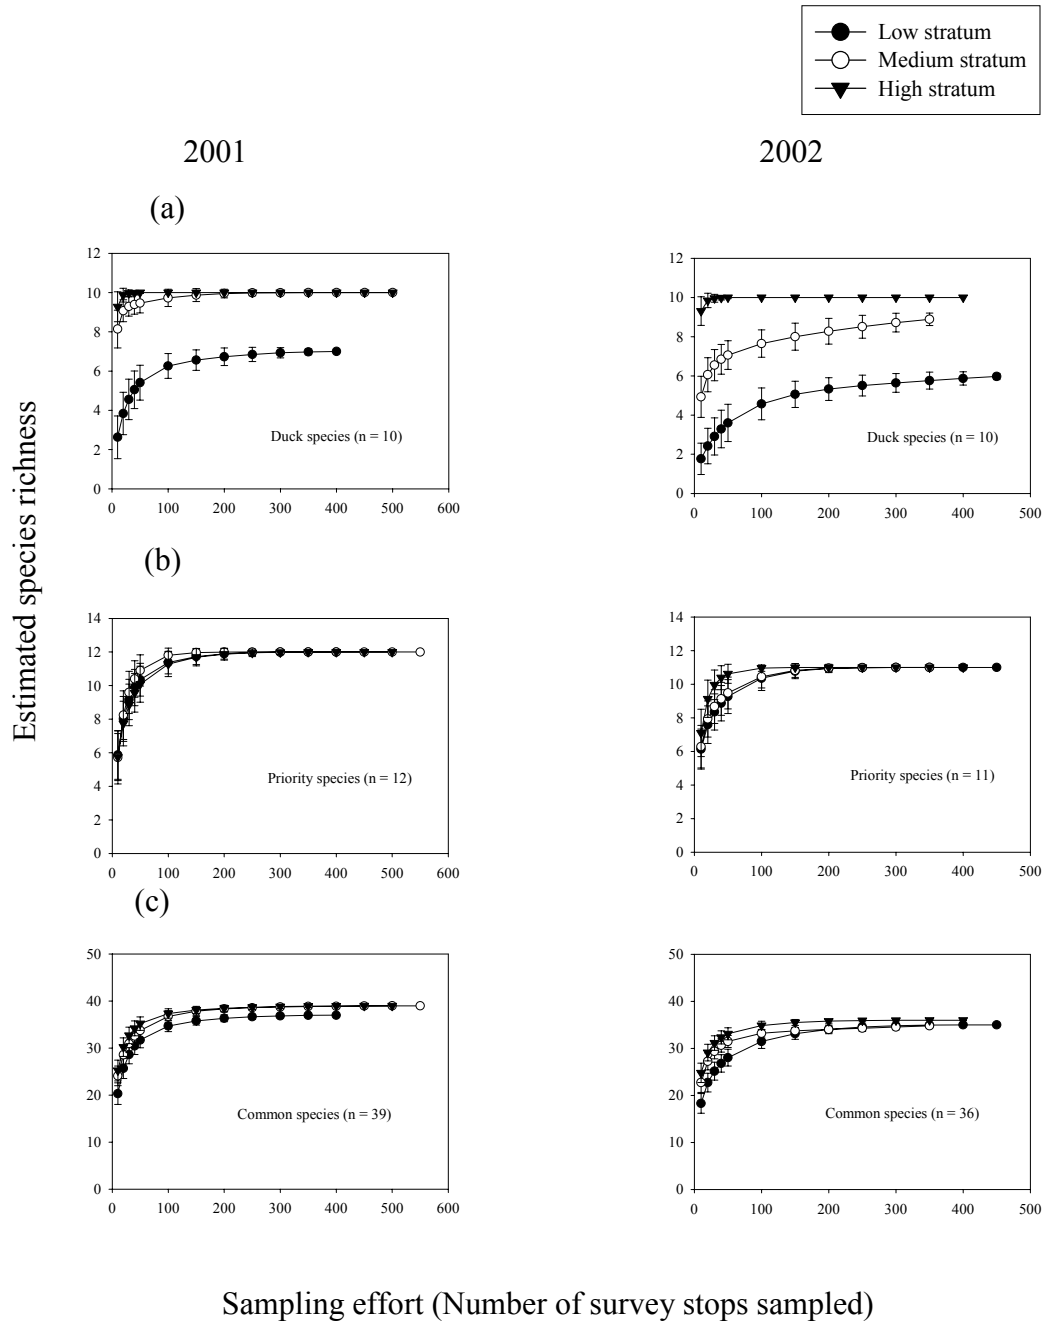 Low stratum
Medium stratum
High stratum
2001
2002
(a)
12
10
8
6
4
2
0
Duck species (n = 10)
0 100 200 300 400 500 600
12
10
8
6
4
2
0
Duck species (n = 10)
0 100 200 300 400 500
Estimated species richness
(b)
14
12
10
8
6
4
2
0
Priority species (n = 12)
0 100 200 300 400 500 600
14
12
10
8
6
4
2
0
Priority species (n = 11)
0 100 200 300 400 500
(c)
50
40
30
20
10
0
Common species (n = 39)
0 100 200 300 400 500 600
50
40
30
20
10
0
Common species (n = 36)
0 100 200 300 400 500
Sampling effort (Number of survey stops sampled)